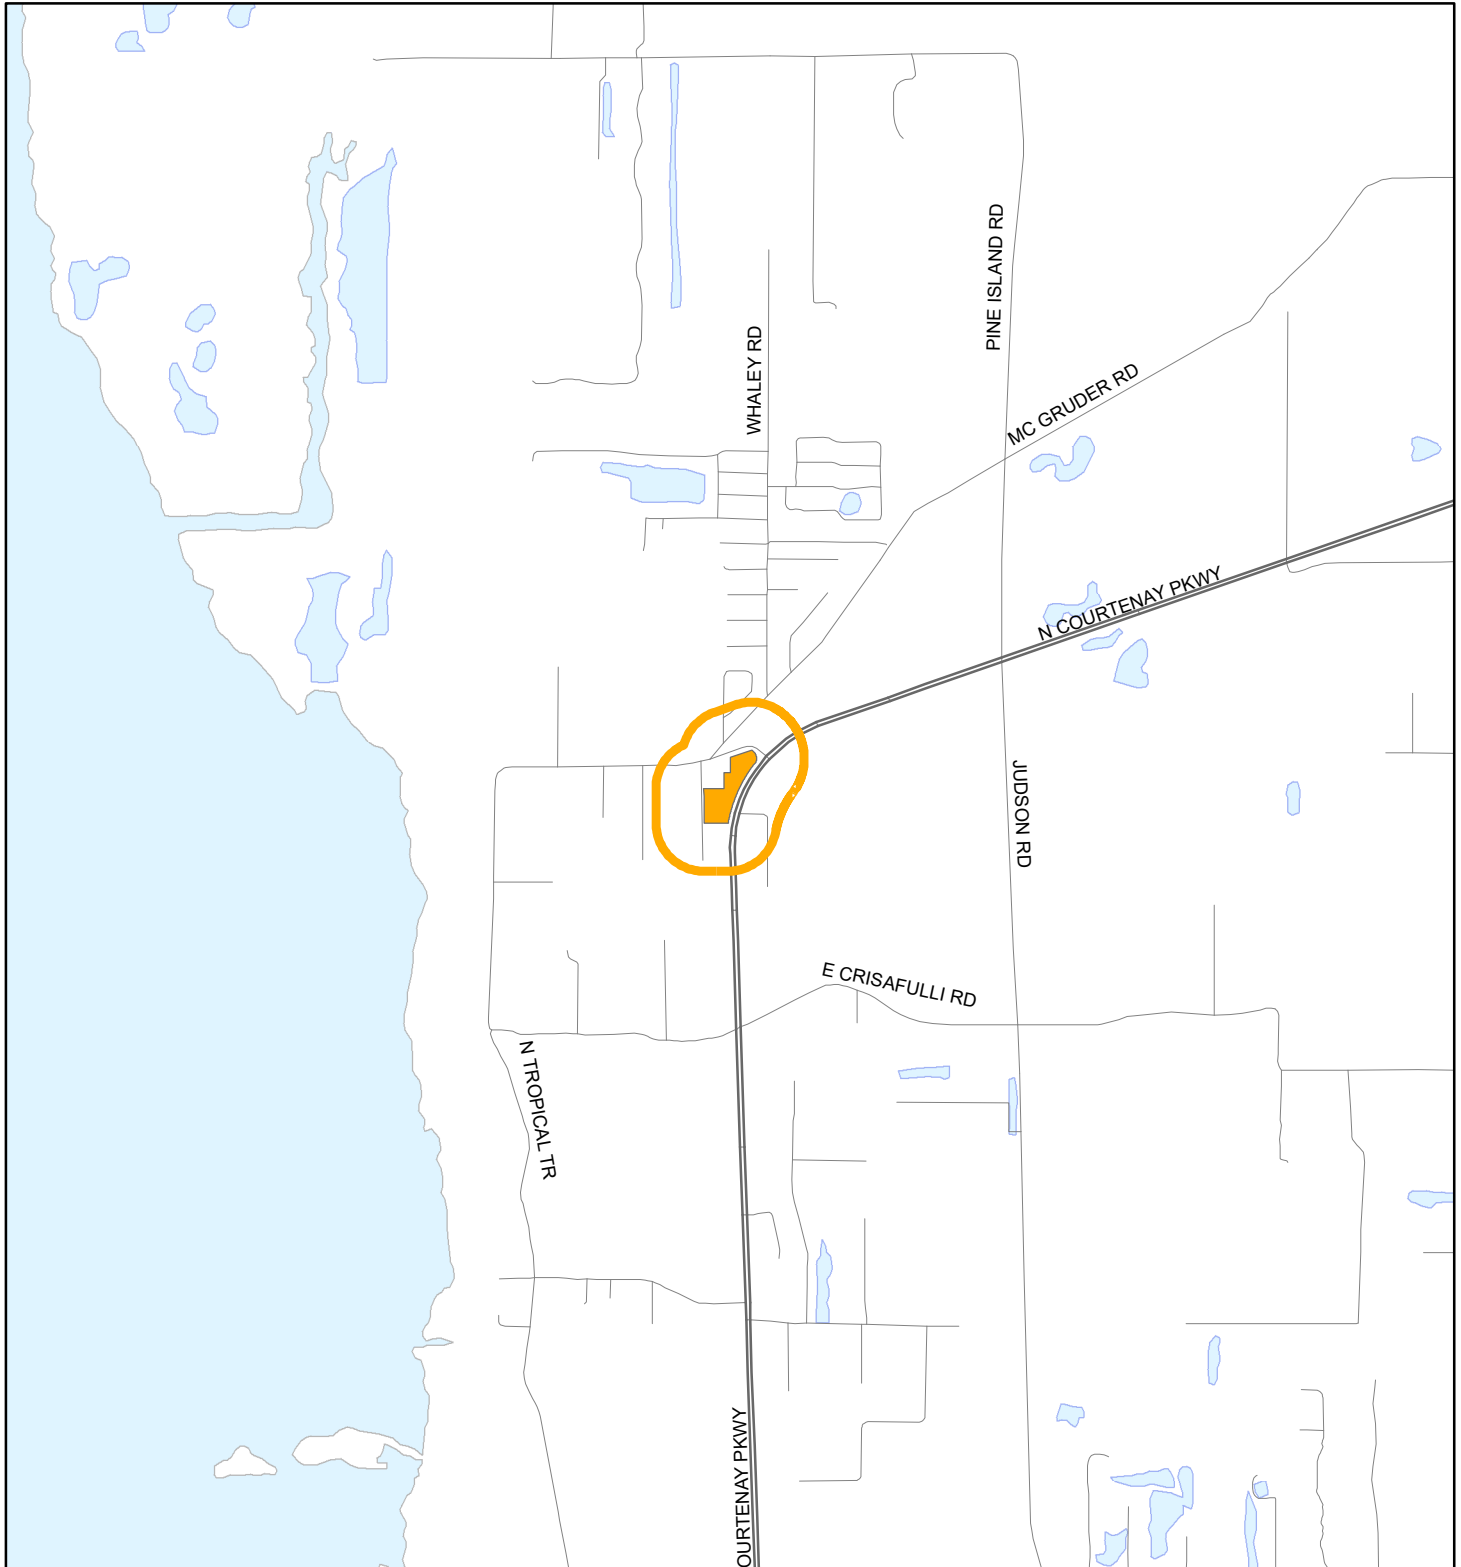 PINE ISLAND RD
WHALEY RD
MC GRUDER RD
N COURTENAY PKWY
JUDSON RD
E CRISAFULLI RD
N TROPICAL TR
OURTENAY PKWY